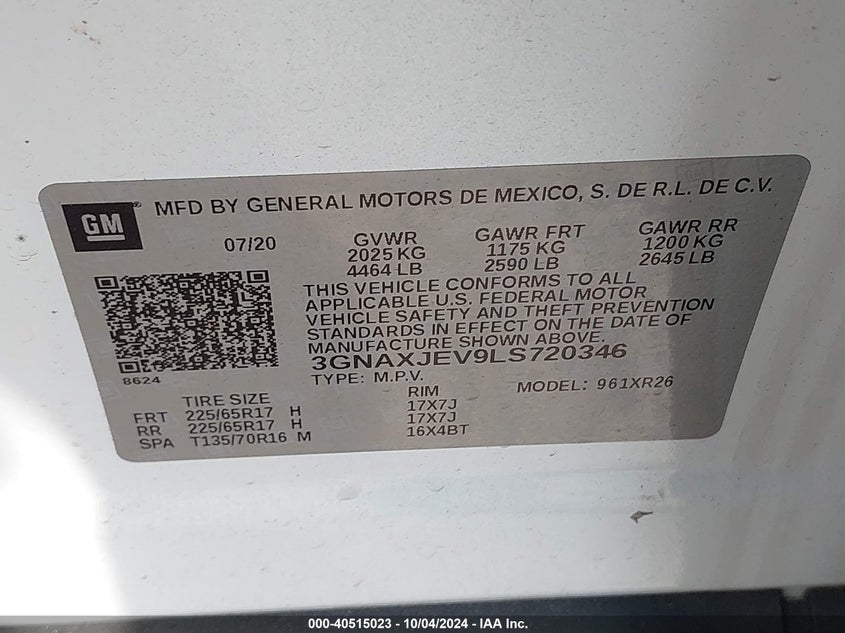 GM
MFD BY GENERAL MOTORS DE MEXICO, S. DE R.L. DE C.V.
07/20 GVWR GAWR FRT GAWR RR
2025 KG 1175 KG 1200 KG
4464 LB 2590 LB 2645 LB
THIS VEHICLE CONFORMS TO ALL
APPLICABLE U.S. FEDERAL MOTOR
VEHICLE SAFETY AND THEFT PREVENTION
STANDARDS IN EFFECT ON THE DATE OF
MANUFACTURE SHOWN ABOVE.
3GNAXJEV9LS720346
8624
TYPE: M.P.V. MODEL: 961XR26
TIRE SIZE RIM
FRT 225/65R17 H 17X7J
RR 225/65R17 H 17X7J
SPA T135/70R16 M 16X4BT
000-40515023 - 10/04/2024 - IAA Inc.